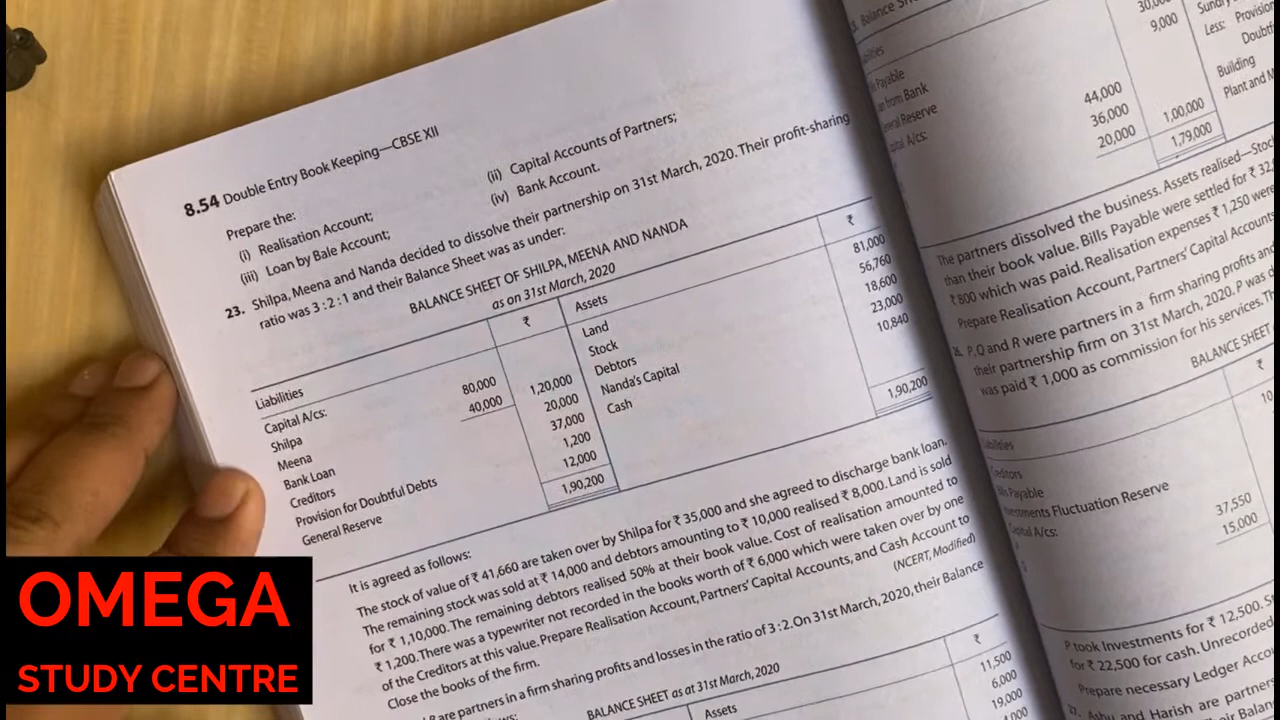 8.54 Double Entry Book Keeping—CBSE XII
Prepare the:
(i) Realisation Account;
(ii) Capital Accounts of Partners;
(iii) Loan by Bale Account;
(iv) Bank Account.
23. Shilpa, Meena and Nanda decided to dissolve their partnership on 31st March, 2020. Their profit-sharing
ratio was 3 : 2 : 1 and their Balance Sheet was as under:
BALANCE SHEET OF SHILPA, MEENA AND NANDA
as on 31st March, 2020
Liabilities ₹ Assets ₹
Capital A/cs: Land 81,000
Shilpa 80,000 Stock 56,760
Meena 40,000 1,20,000 Debtors 18,600
Bank Loan 20,000 Nanda's Capital 23,000
Creditors 37,000 Cash 10,840
Provision for Doubtful Debts 1,200
General Reserve 12,000
1,90,200 1,90,200
It is agreed as follows:
The stock of value of ₹ 41,660 are taken over by Shilpa for ₹ 35,000 and she agreed to discharge bank loan.
The remaining stock was sold at ₹ 14,000 and debtors amounting to ₹ 10,000 realised ₹ 8,000. Land is sold
for ₹ 1,10,000. The remaining debtors realised 50% at their book value. Cost of realisation amounted to
₹ 1,200. There was a typewriter not recorded in the books worth of ₹ 6,000 which were taken over by one
of the Creditors at this value. Prepare Realisation Account, Partners' Capital Accounts, and Cash Account to
Close the books of the firm.
(NCERT, Modified)
are partners in a firm sharing profits and losses in the ratio of 3 : 2. On 31st March, 2020, their Balance
BALANCE SHEET as at 31st March, 2020
₹
Assets
11,500
6,000
19,000
Balance
30,000
9,000
Less: Provision
Building
Payable
from Bank
Reserve
A/cs:
44,000
36,000
20,000
1,00,000
1,79,000
The partners dissolved the business. Assets realised—Stock
than their book value. Bills Payable were settled for ₹
₹ 800 which was paid. Realisation expenses ₹ 1,250 were
Prepare Realisation Account, Partners' Capital Accounts
P, Q and R were partners in a firm sharing profits and
their partnership firm on 31st March, 2020. P was
was paid ₹ 1,000 as commission for his services.
BALANCE SHEET
₹
Payable
Fluctuation Reserve
A/cs:
37,550
15,000
P took Investments for ₹ 12,500.
for ₹ 22,500 for cash. Unrecorded
Prepare necessary Ledger
and Harish are partners
OMEGA
STUDY CENTRE